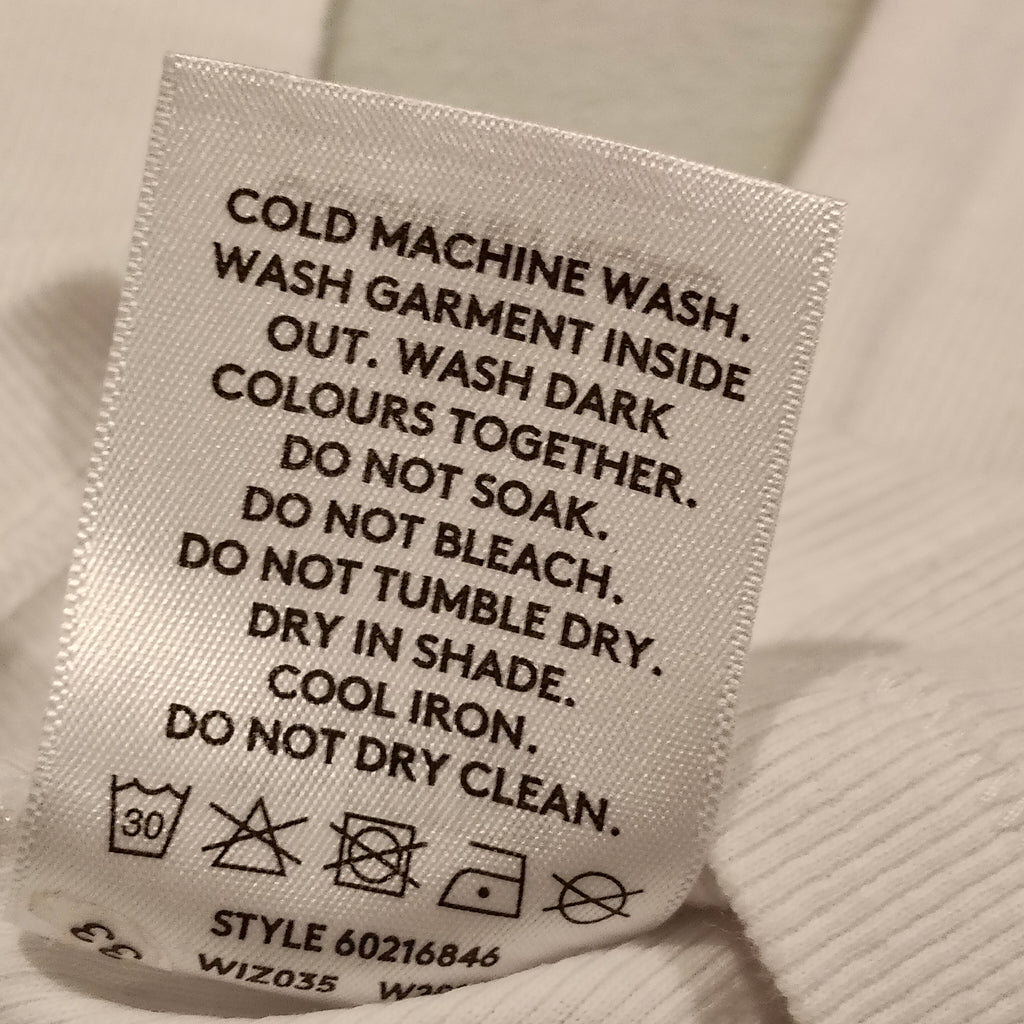 COLD MACHINE WASH.
WASH GARMENT INSIDE
OUT. WASH DARK
COLOURS TOGETHER.
DO NOT SOAK.
DO NOT BLEACH.
DO NOT TUMBLE DRY.
DRY IN SHADE.
COOL IRON.
DO NOT DRY CLEAN.
30
STYLE 60216846
WIZ035